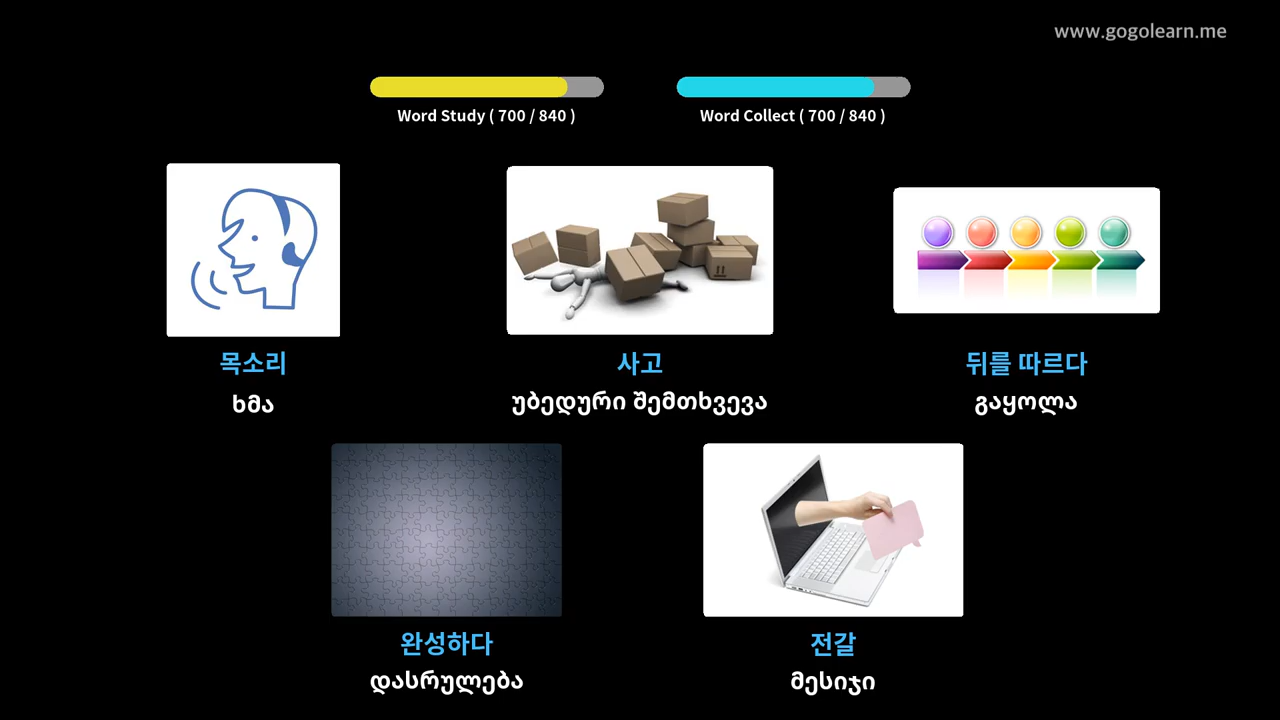 www.gogolearn.me
Word Study ( 700 / 840 )
Word Collect ( 700 / 840 )
목소리
ხმა
사고
უბედური შემთხვევა
뒤를 따르다
გაყოლა
완성하다
დასრულება
전갈
მესიჯი